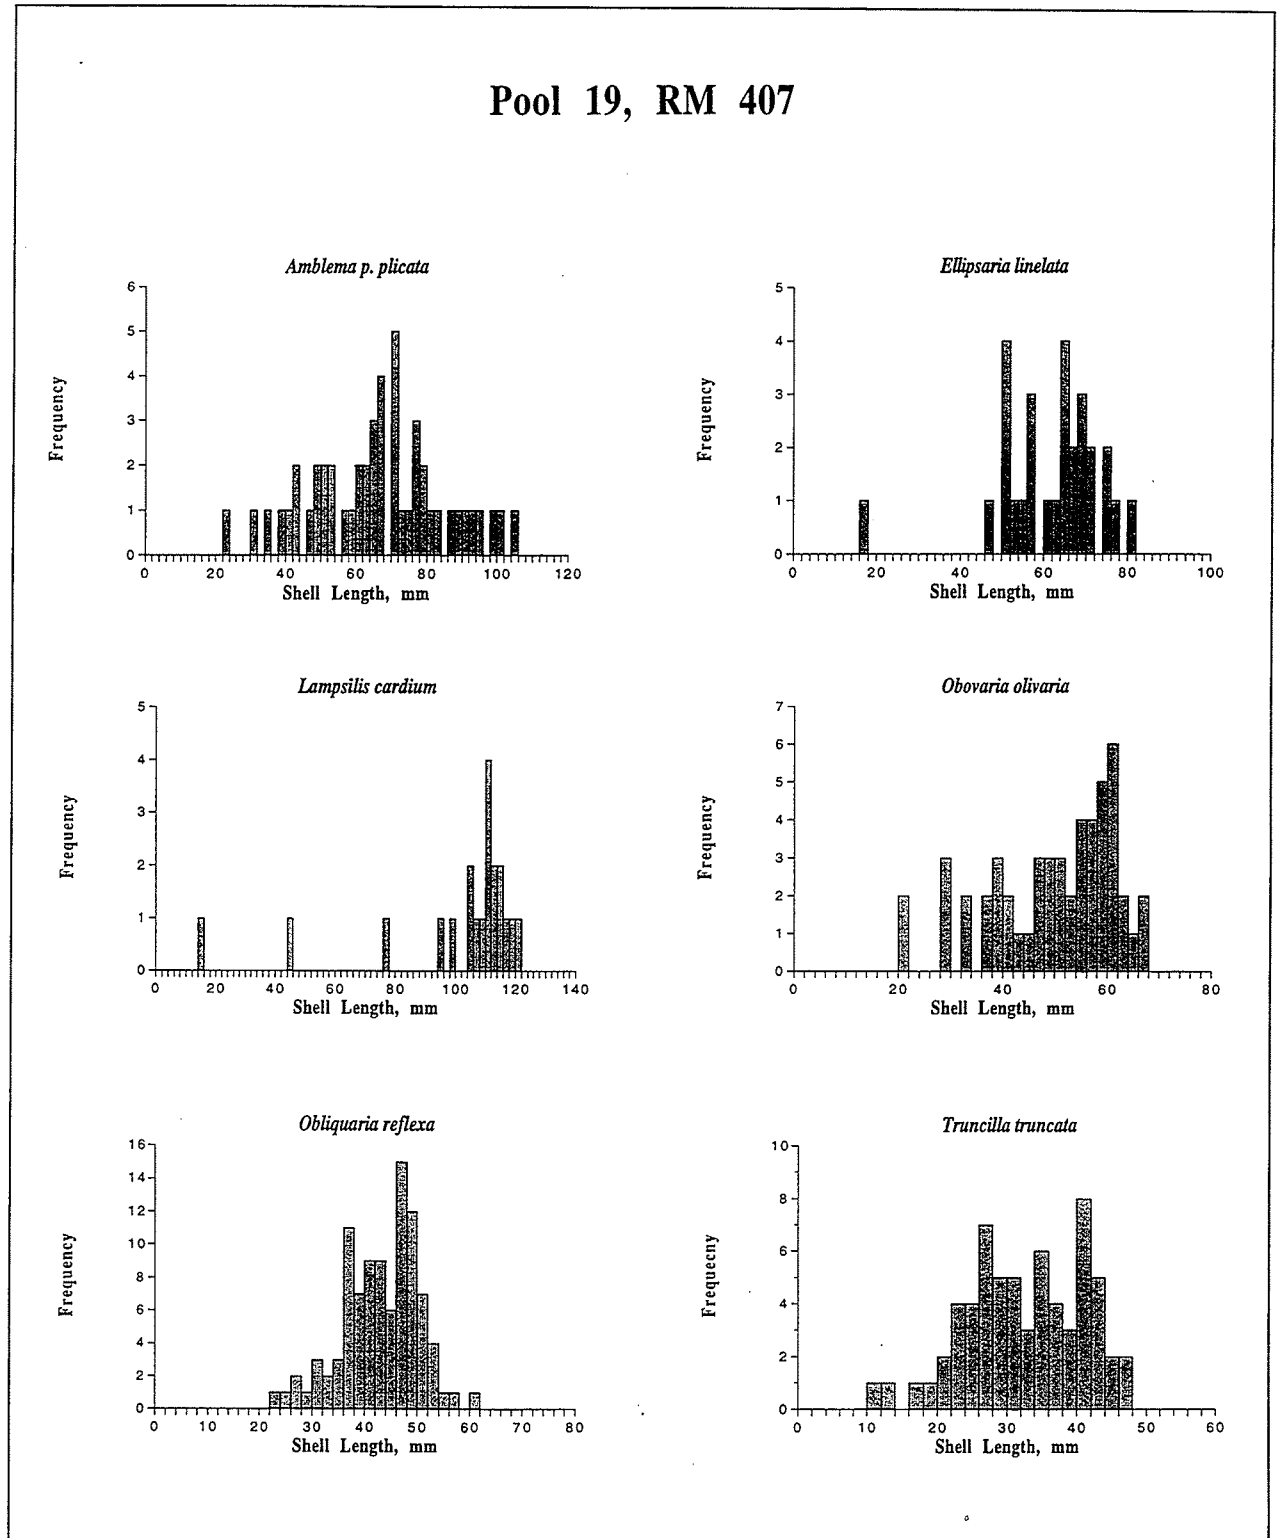 Pool 19, RM 407
Amblema p. plicata
Frequency
6
5
4
3
2
1
0
0 20 40 60 80 100 120
Shell Length, mm
Ellipsaria linelata
Frequency
5
4
3
2
1
0
0 20 40 60 80 100
Shell Length, mm
Lampsilis cardium
Frequency
5
4
3
2
1
0
0 20 40 60 80 100 120 140
Shell Length, mm
Obovaria olivaria
Frequency
7
6
5
4
3
2
1
0
0 20 40 60 80
Shell Length, mm
Obliquaria reflexa
Frequency
16
14
12
10
8
6
4
2
0
0 10 20 30 40 50 60 80
Shell Length, mm
Truncilla truncata
Frequecny
10
8
6
4
2
0
0 10 20 30 40 50 60
Shell Length, mm